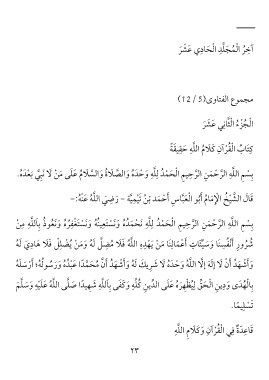 آخِرُ الْمُجَلَّدِ الْحَادِي عَشَرَ
مجموع الفتاوى(5 / 12)
الْجُزْءُ الثَّانِي عَشَرَ
كِتَابُ الْقُرْآنِ كَلَامُ اللَّهِ حَقِيقَةً
بِسْمِ اللَّهِ الرَّحْمَنِ الرَّحِيمِ الْحَمْدُ لِلَّهِ وَحْدَهُ وَالصَّلَاةُ وَالسَّلَامُ عَلَى مَنْ لَا نَبِيَّ بَعْدَهُ.
قَالَ الشَّيْخُ الْإِمَامُ أَبُو الْعَبَّاسِ أَحْمَد بْنُ تَيْمِيَّةَ - رَضِيَ اللَّهُ عَنْهُ:-
بِسْمِ اللَّهِ الرَّحْمَنِ الرَّحِيمِ الْحَمْدُ لِلَّهِ نَحْمَدُهُ وَنَسْتَعِينُهُ وَنَسْتَغْفِرُهُ وَنَعُوذُ بِاَللَّهِ مِنْ
شُرُورِ أَنْفُسِنَا وَسَيِّئَاتِ أَعْمَالِنَا مَنْ يَهْدِهِ اللَّهُ فَلَا مُضِلَّ لَهُ وَمَنْ يُضْلِلْ فَلَا هَادِيَ لَهُ
وَأَشْهَدُ أَنْ لَا إلَهَ إلَّا اللَّهُ وَحْدَهُ لَا شَرِيكَ لَهُ وَأَشْهَدُ أَنَّ مُحَمَّدًا عَبْدُهُ وَرَسُولُهُ؛ أَرْسَلَهُ
بِالْهُدَى وَدِينِ الْحَقِّ لِيُظْهِرَهُ عَلَى الدِّينِ كُلِّهِ وَكَفَى بِاَللَّهِ شَهِيدًا صَلَّى اللَّهُ عَلَيْهِ وَسَلَّمَ
تَسْلِيمًا.
قَاعِدَةٌ فِي الْقُرْآنِ وَكَلَامِ اللَّهِ
٢٣